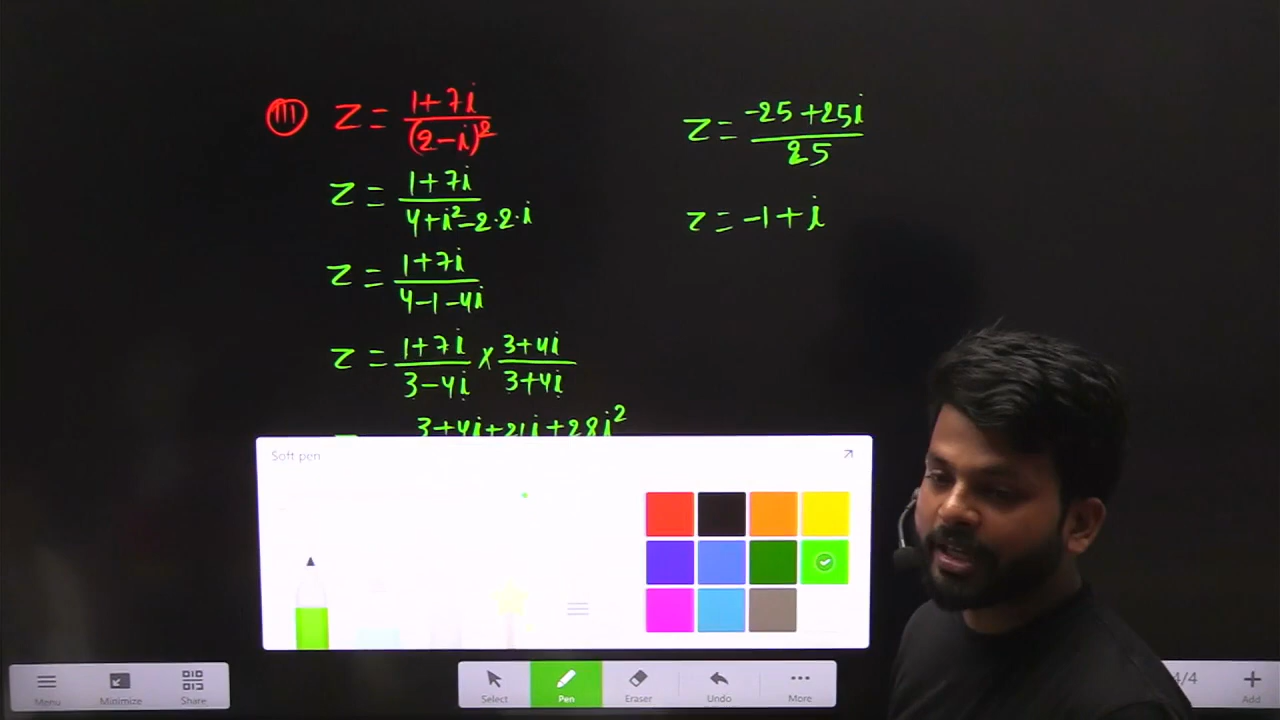 (III) z = 1+7i/(2-i)²
z = 1+7i/4+i²-2·2·i
z = 1+7i/4-1-4i
z = 1+7i/3-4i × 3+4i/3+4i
3+4i+21i+28i²
z = -25+25i/25
z = -1+i
Soft pen
Menu Minimize Share
Select Pen Eraser Undo More
4/4 Add